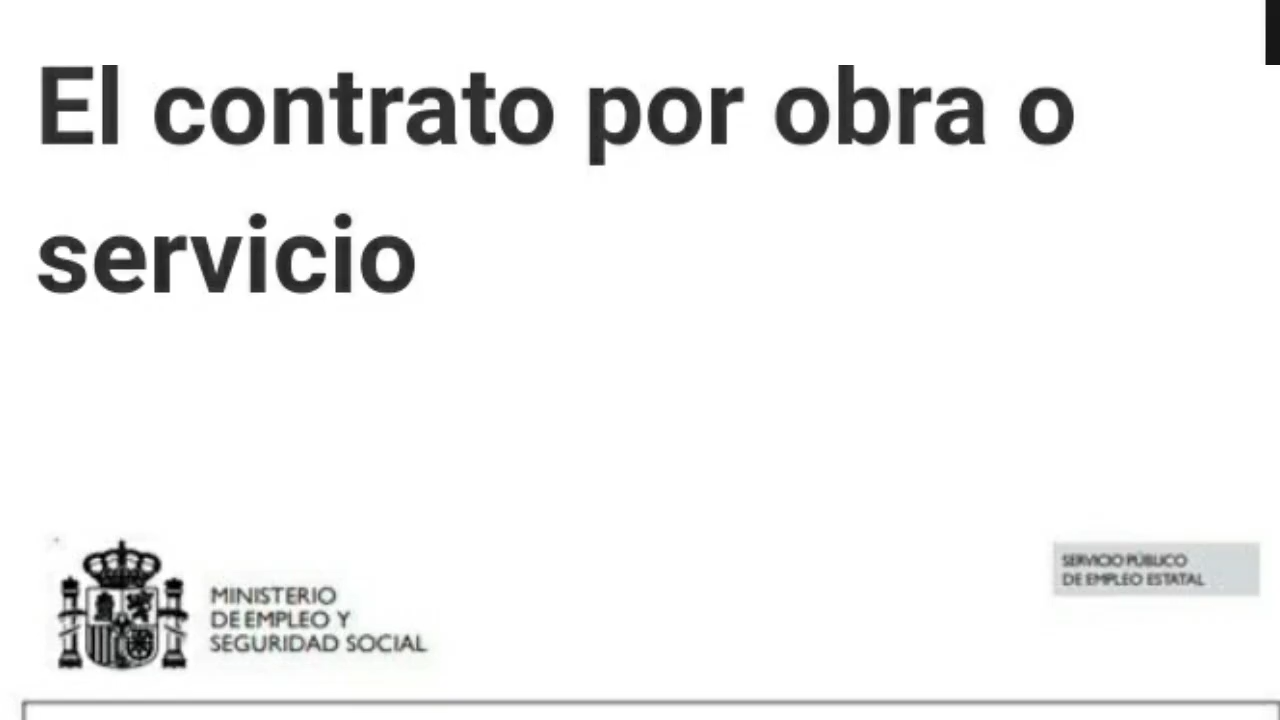 El contrato por obra o
servicio
MINISTERIO
DE EMPLEO Y
SEGURIDAD SOCIAL
SERVICIO PÚBLICO
DE EMPLEO ESTATAL